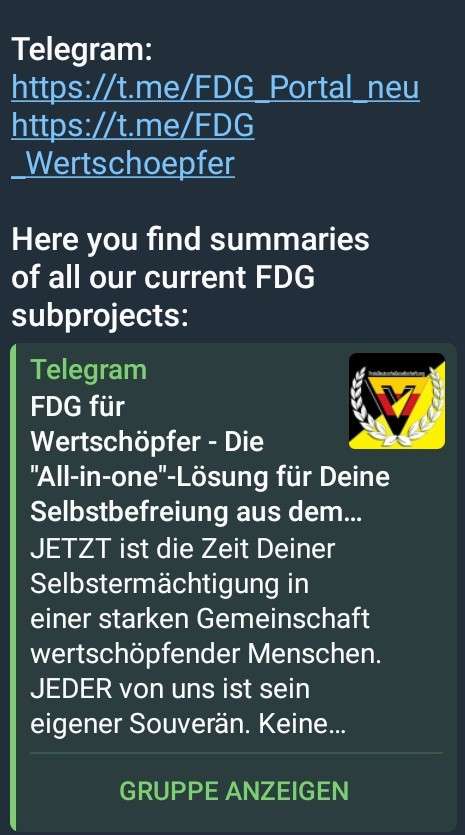 Telegram:
https://t.me/FDG_Portal_neu
https://t.me/FDG
_Wertschoepfer
Here you find summaries
of all our current FDG
subprojects:
Telegram
FDG für
Wertschöpfer - Die
"All-in-one"-Lösung für Deine
Selbstbefreiung aus dem…
JETZT ist die Zeit Deiner
Selbstermächtigung in
einer starken Gemeinschaft
wertschöpfender Menschen.
JEDER von uns ist sein
eigener Souverän. Keine…
GRUPPE ANZEIGEN